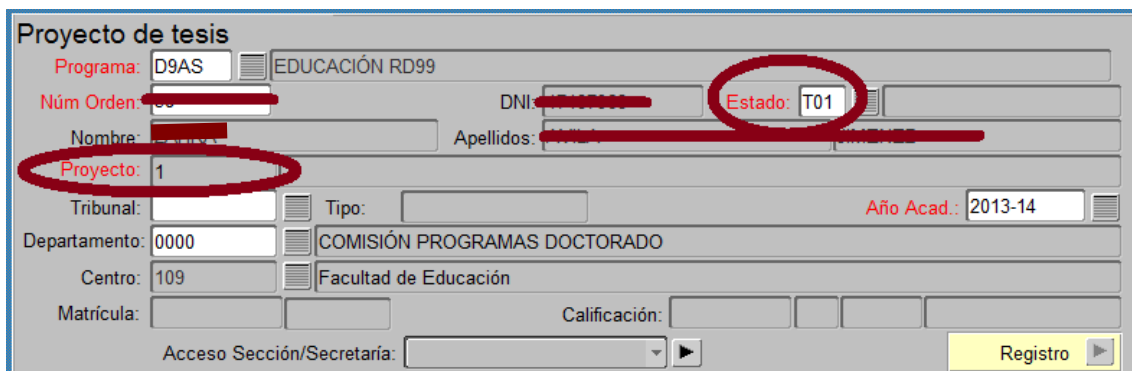 Proyecto de tesis
Programa: D9AS EDUCACIÓN RD99
Núm Orden: DNI: Estado: T01
Nombre: Apellidos:
Proyecto: 1
Tribunal: Tipo: Año Acad.: 2013-14
Departamento: 0000 COMISIÓN PROGRAMAS DOCTORADO
Centro: 109 Facultad de Educación
Matrícula: Calificación:
Acceso Sección/Secretaría: Registro